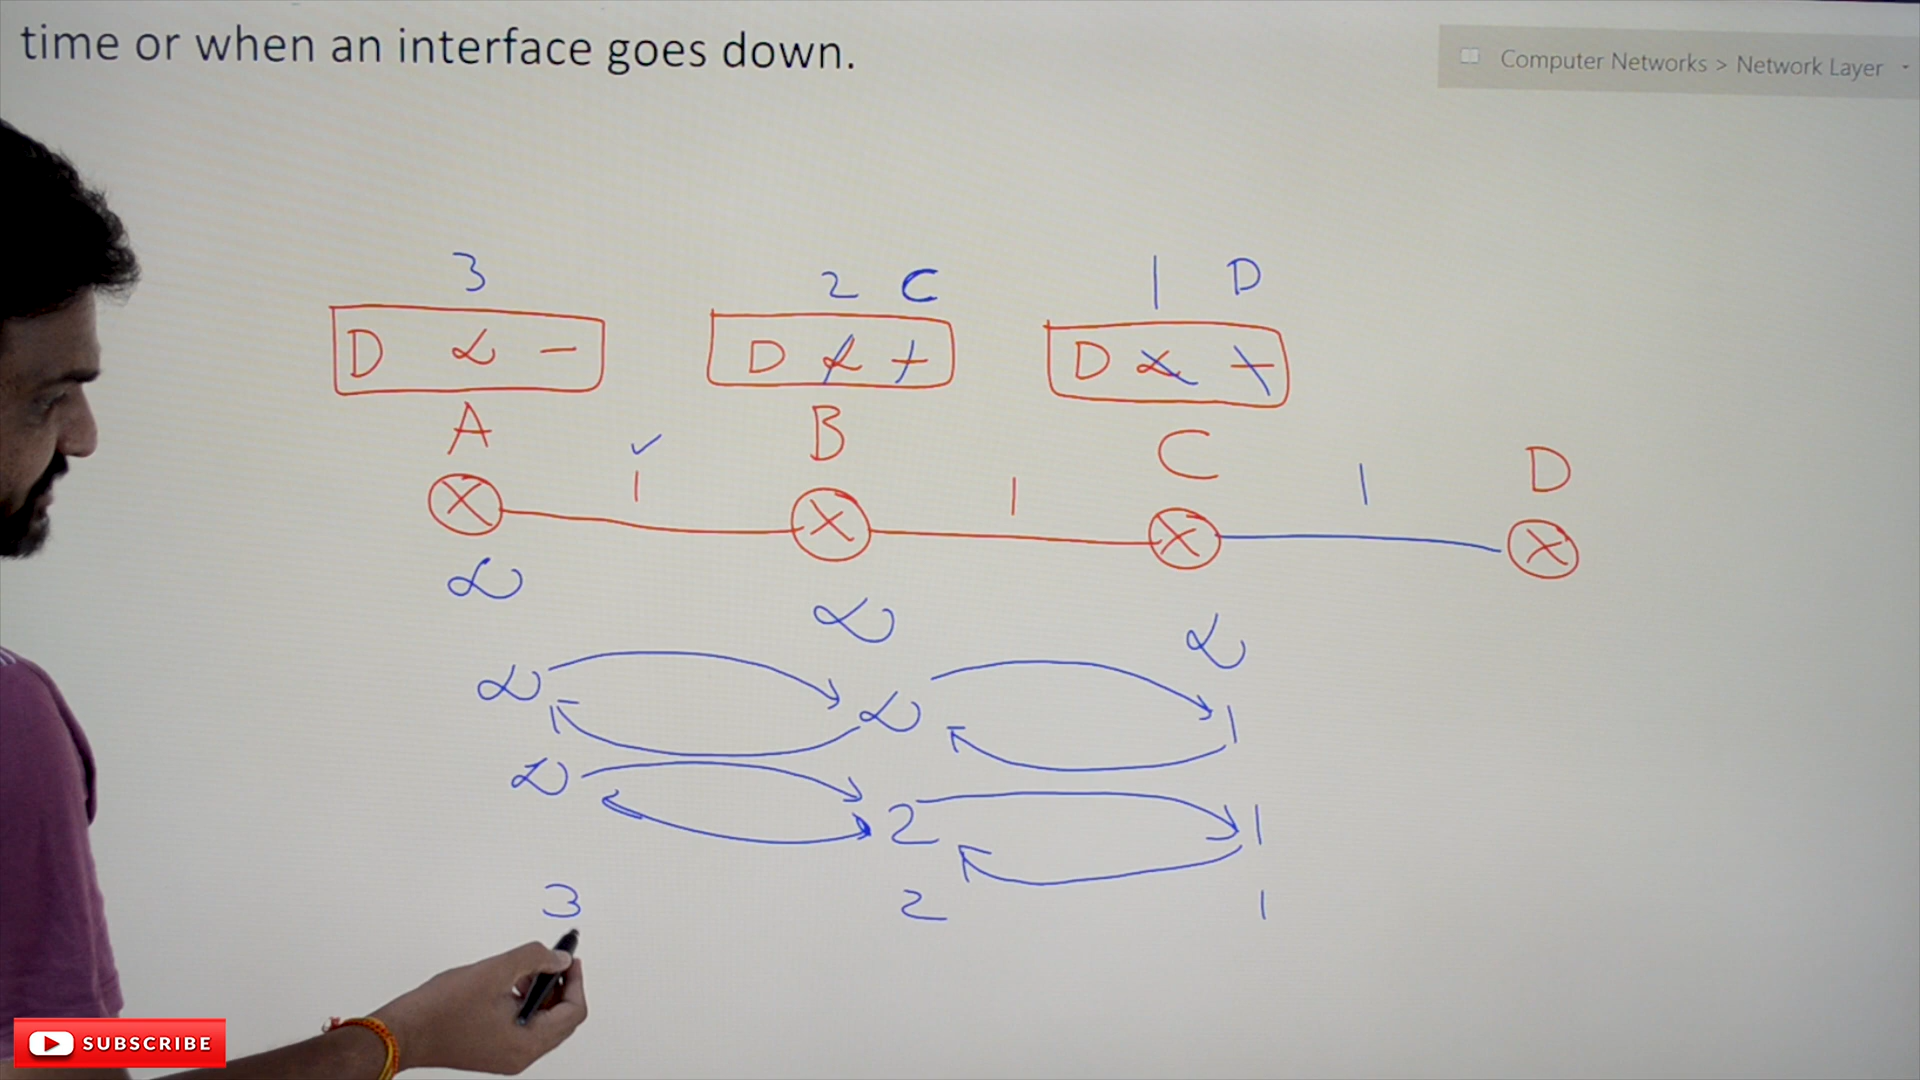 time or when an interface goes down.
Computer Networks > Network Layer
3 2 C 1 D
D ∝ - D ∝ + D ∝ +
A B C D
1 1 1
∝ ∝ ∝
∝ ∝ 1
∝ 2 1
3 2 1
SUBSCRIBE